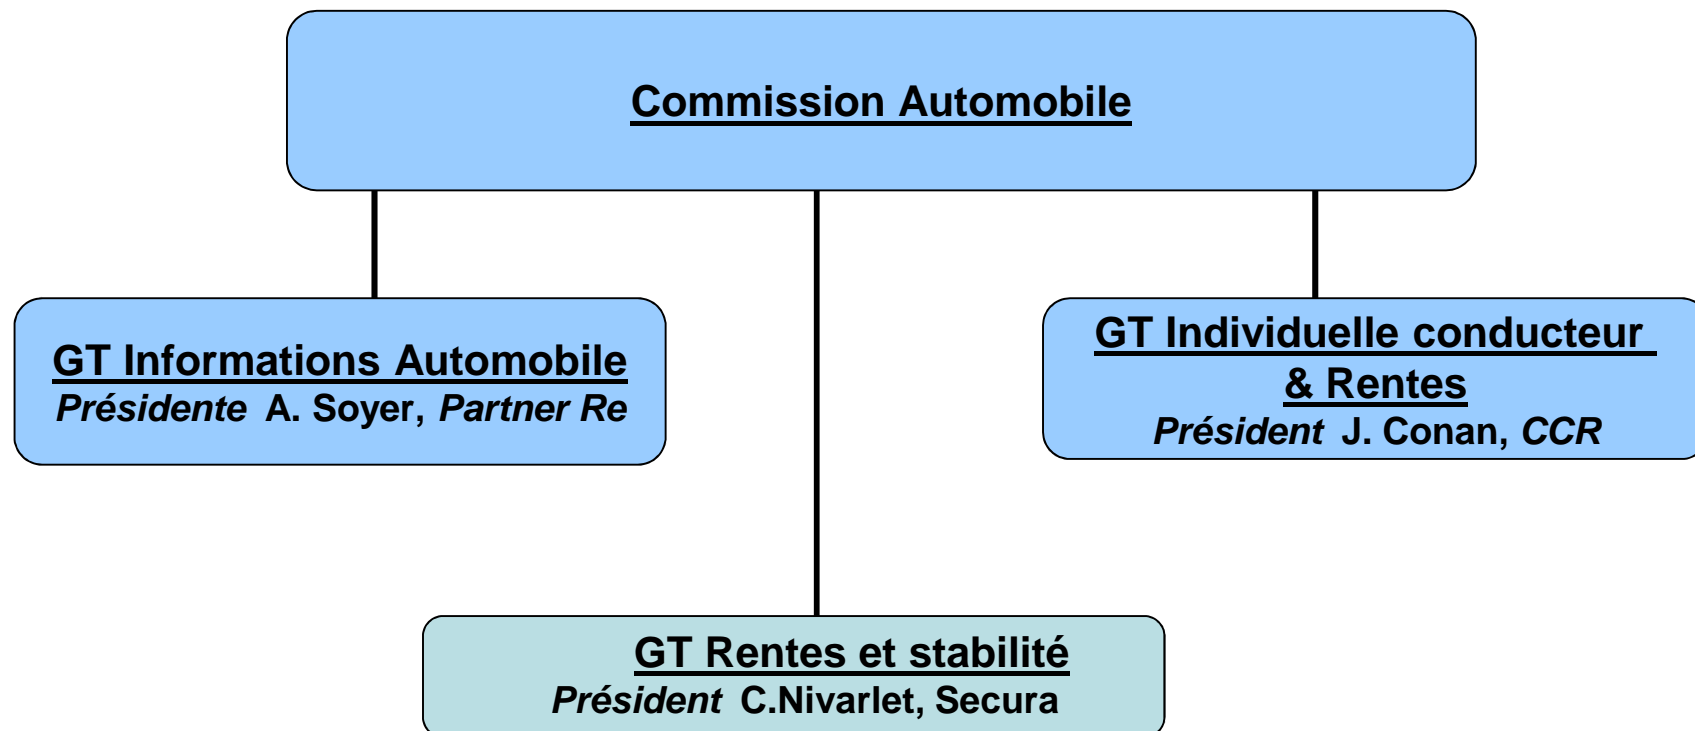 Commission Automobile
GT Informations Automobile
Présidente A. Soyer, Partner Re
GT Individuelle conducteur
& Rentes
Président J. Conan, CCR
GT Rentes et stabilité
Président C.Nivarlet, Secura